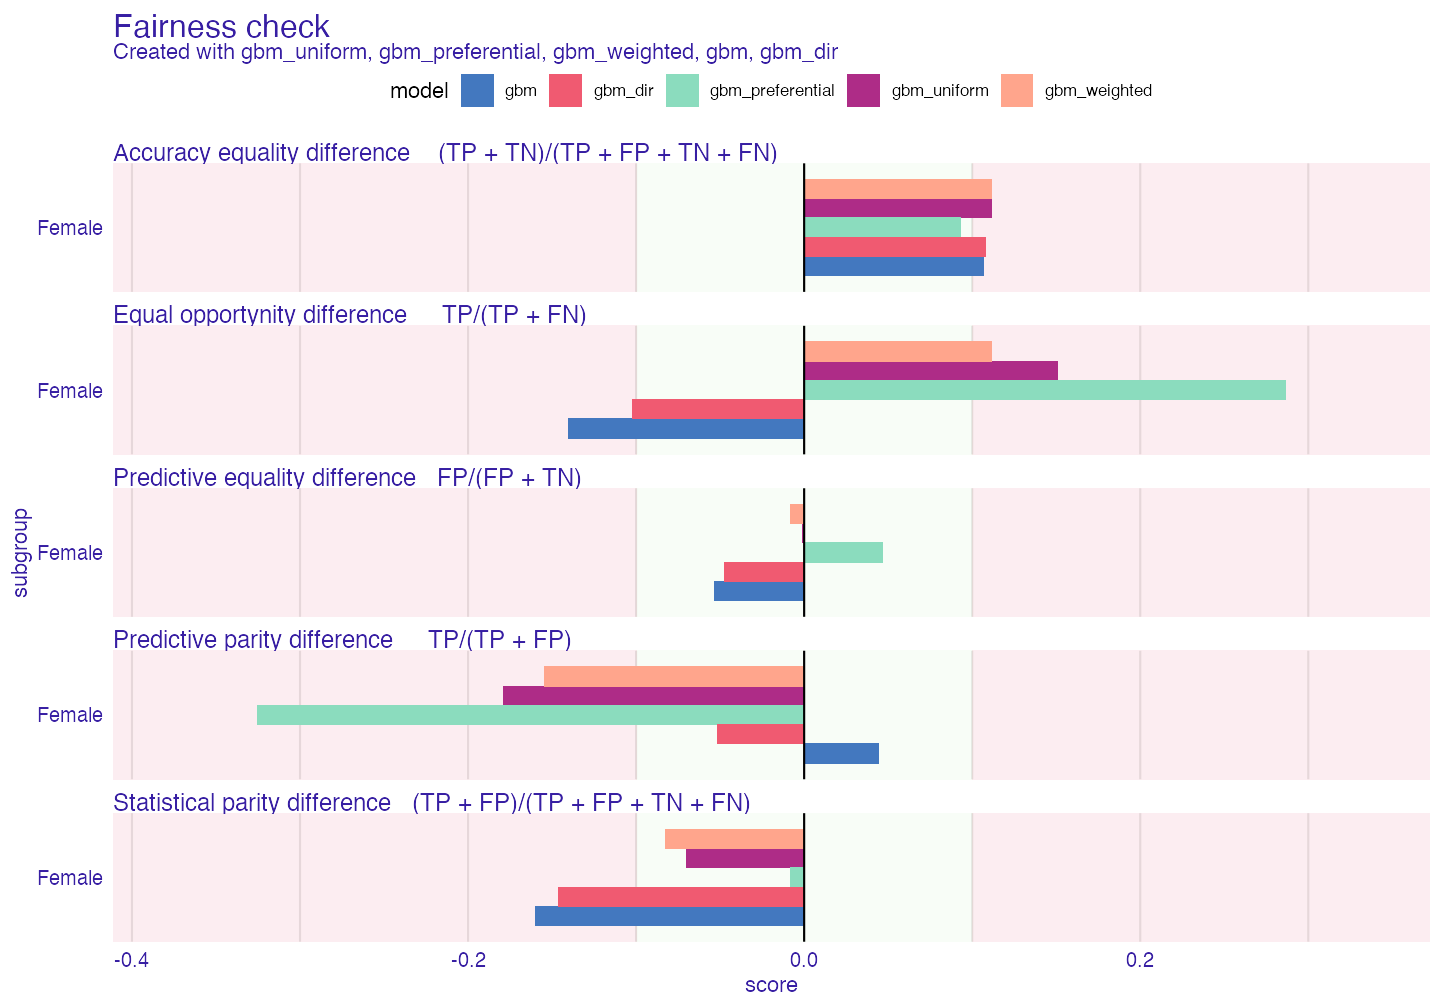 Fairness check
Created with gbm_uniform, gbm_preferential, gbm_weighted, gbm, gbm_dir
model gbm gbm_dir gbm_preferential gbm_uniform gbm_weighted
Accuracy equality difference (TP + TN)/(TP + FP + TN + FN)
Female
Equal opportynity difference TP/(TP + FN)
Female
Predictive equality difference FP/(FP + TN)
Female
subgroup
Predictive parity difference TP/(TP + FP)
Female
Statistical parity difference (TP + FP)/(TP + FP + TN + FN)
Female
-0.4 -0.2 0.0 0.2
score